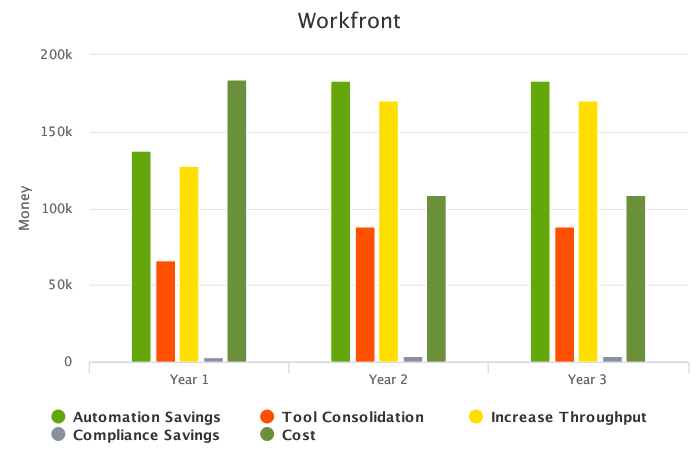 Workfront
200k
150k
100k
50k
0
Money
Year 1 Year 2 Year 3
Automation Savings Tool Consolidation Increase Throughput
Compliance Savings Cost